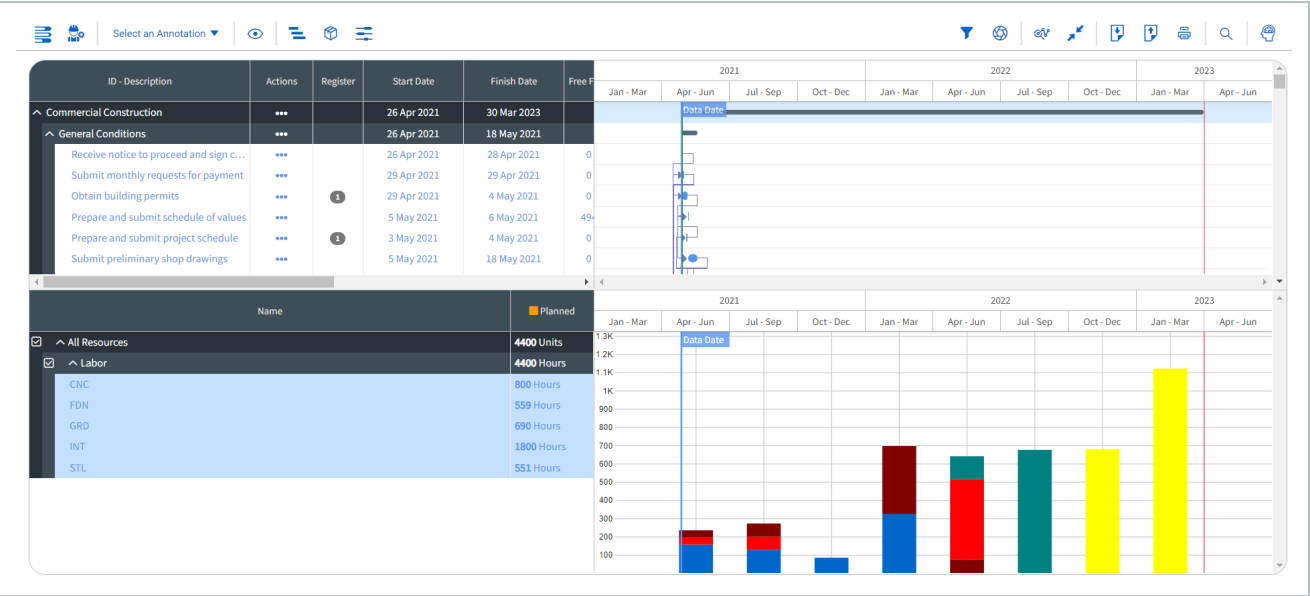 Select an Annotation
ID - Description Actions Register Start Date Finish Date Free F
2021 2022 2023
Jan - Mar Apr - Jun Jul - Sep Oct - Dec Jan - Mar Apr - Jun Jul - Sep Oct - Dec Jan - Mar Apr - Jun
Commercial Construction ••• 26 Apr 2021 30 Mar 2023 Data Date
General Conditions ••• 26 Apr 2021 18 May 2021
Receive notice to proceed and sign c... ••• 26 Apr 2021 28 Apr 2021 0
Submit monthly requests for payment ••• 29 Apr 2021 29 Apr 2021 0
Obtain building permits ••• 1 29 Apr 2021 4 May 2021 0
Prepare and submit schedule of values ••• 5 May 2021 6 May 2021 494
Prepare and submit project schedule ••• 1 3 May 2021 4 May 2021 0
Submit preliminary shop drawings ••• 5 May 2021 18 May 2021 0
Name Planned
2021 2022 2023
Jan - Mar Apr - Jun Jul - Sep Oct - Dec Jan - Mar Apr - Jun Jul - Sep Oct - Dec Jan - Mar Apr - Jun
All Resources 4400 Units
Labor 4400 Hours
CNC 800 Hours
FDN 559 Hours
GRD 690 Hours
INT 1800 Hours
STL 551 Hours
Data Date
1.3K
1.2K
1.1K
1K
900
800
700
600
500
400
300
200
100